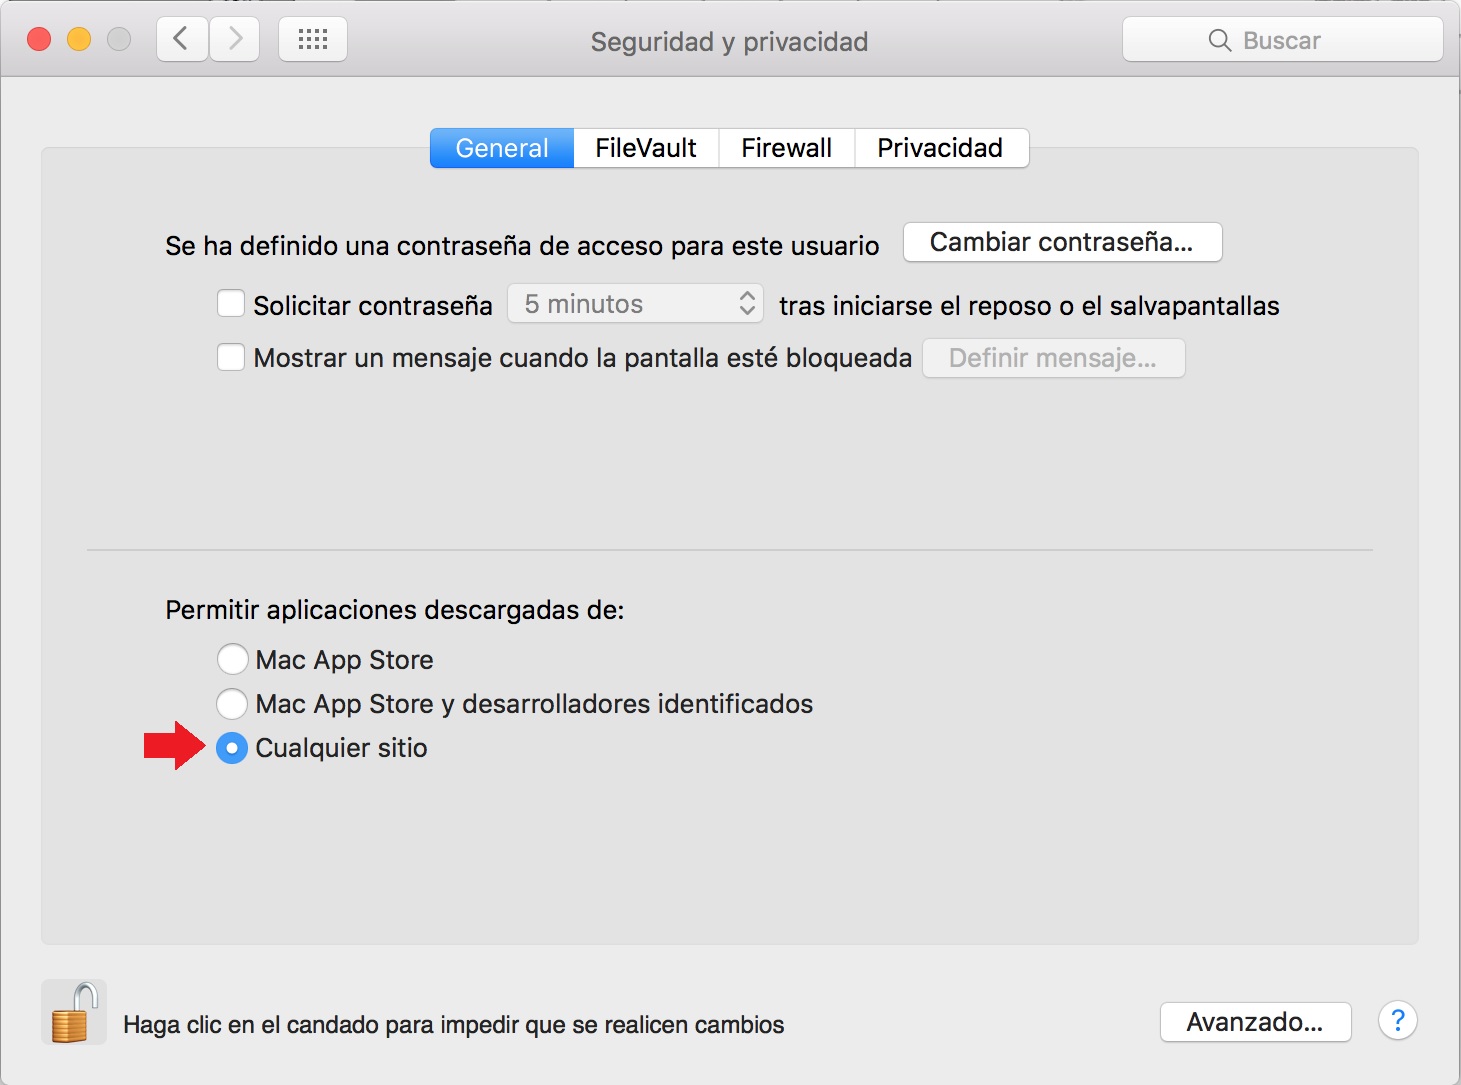 Seguridad y privacidad
Buscar
General FileVault Firewall Privacidad
Se ha definido una contraseña de acceso para este usuario Cambiar contraseña...
Solicitar contraseña 5 minutos tras iniciarse el reposo o el salvapantallas
Mostrar un mensaje cuando la pantalla esté bloqueada Definir mensaje...
Permitir aplicaciones descargadas de:
Mac App Store
Mac App Store y desarrolladores identificados
Cualquier sitio
Haga clic en el candado para impedir que se realicen cambios
Avanzado... ?